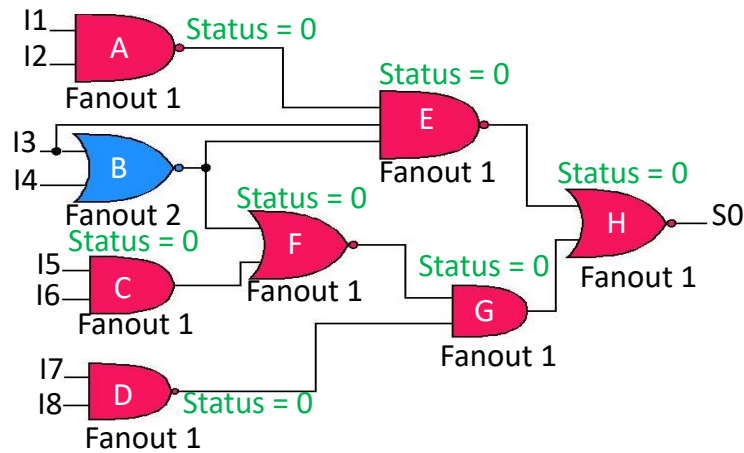 I1
I2
A
Status = 0
Fanout 1
Status = 0
E
Fanout 1
I3
I4
B
Fanout 2
Status = 0
F
Fanout 1
Status = 0
H
S0
Fanout 1
Status = 0
I5
I6
C
Fanout 1
Status = 0
G
Fanout 1
I7
I8
D
Status = 0
Fanout 1